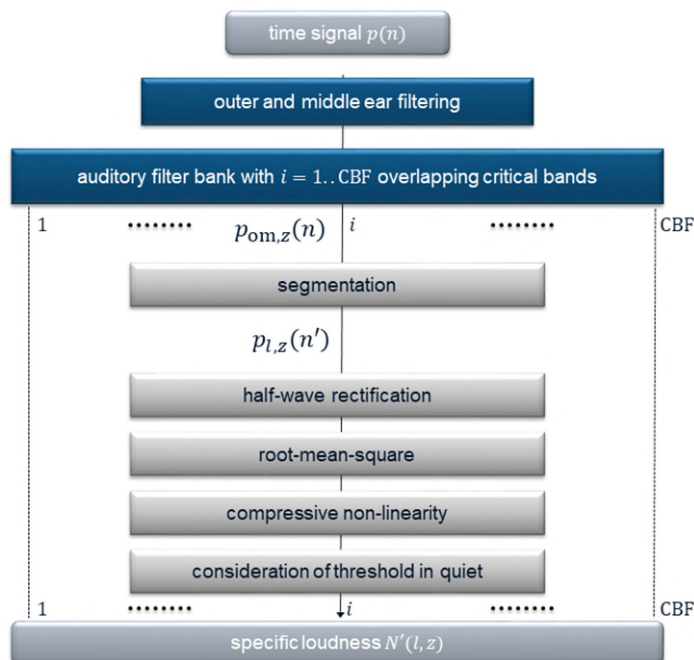 time signal p(n)
outer and middle ear filtering
auditory filter bank with i = 1..CBF overlapping critical bands
1 ........ p_om,z(n) i ........ CBF
segmentation
p_l,z(n′)
half-wave rectification
root-mean-square
compressive non-linearity
consideration of threshold in quiet
1 ........ i ........ CBF
specific loudness N′(l, z)